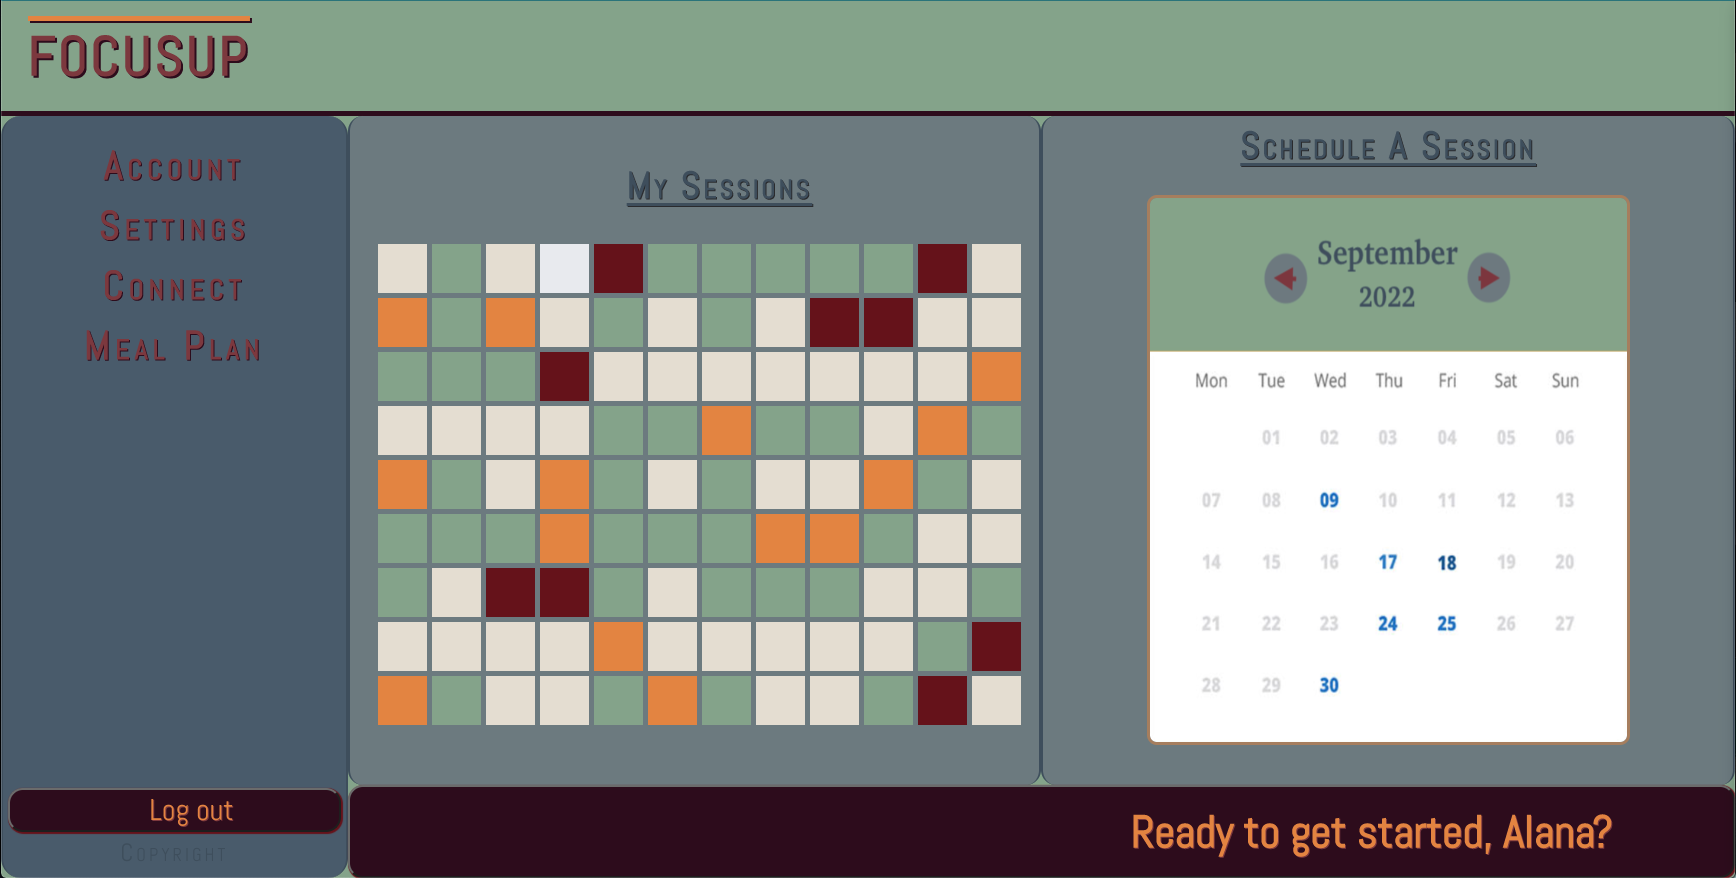 FOCUSUP
Account
Settings
Connect
Meal Plan
Log out
Copyright
My Sessions
Schedule A Session
September
2022
Mon Tue Wed Thu Fri Sat Sun
01 02 03 04 05 06
07 08 09 10 11 12 13
14 15 16 17 18 19 20
21 22 23 24 25 26 27
28 29 30
Ready to get started, Alana?